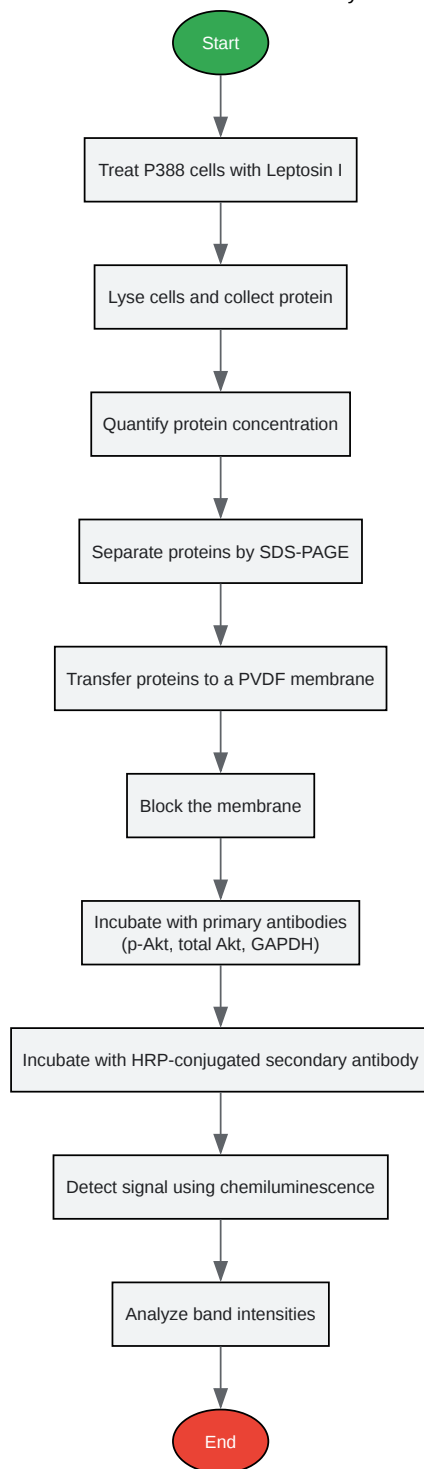 Start
Treat P388 cells with Leptosin I
Lyse cells and collect protein
Quantify protein concentration
Separate proteins by SDS-PAGE
Transfer proteins to a PVDF membrane
Block the membrane
Incubate with primary antibodies
(p-Akt, total Akt, GAPDH)
Incubate with HRP-conjugated secondary antibody
Detect signal using chemiluminescence
Analyze band intensities
End